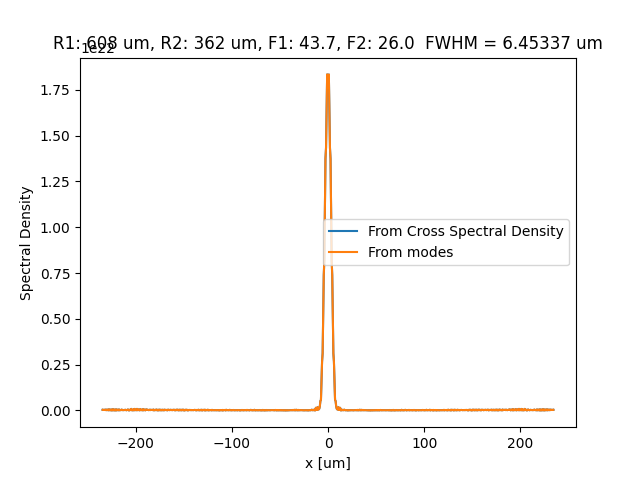 R1: 608 um, R2: 362 um, F1: 43.7, F2: 26.0  FWHM = 6.45337 um
1e22
1.75
1.50
1.25
1.00
0.75
0.50
0.25
0.00
Spectral Density
From Cross Spectral Density
From modes
−200
−100
0
100
200
x [um]